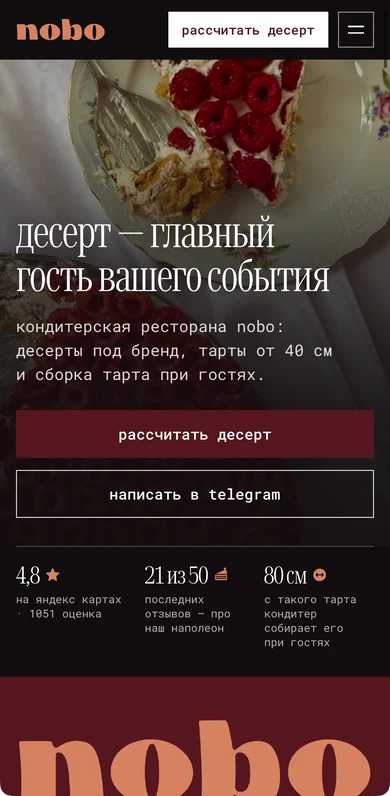 nobo
рассчитать десерт
десерт — главный
гость вашего события
кондитерская ресторана nobo:
десерты под бренд, тарты от 40 см
и сборка тарта при гостях.
рассчитать десерт
написать в telegram
4,8
на яндекс картах
· 1051 оценка
21 из 50
последних
отзывов — про
наш наполеон
80 см
с такого тарта
кондитер
собирает его
при гостях
nobo